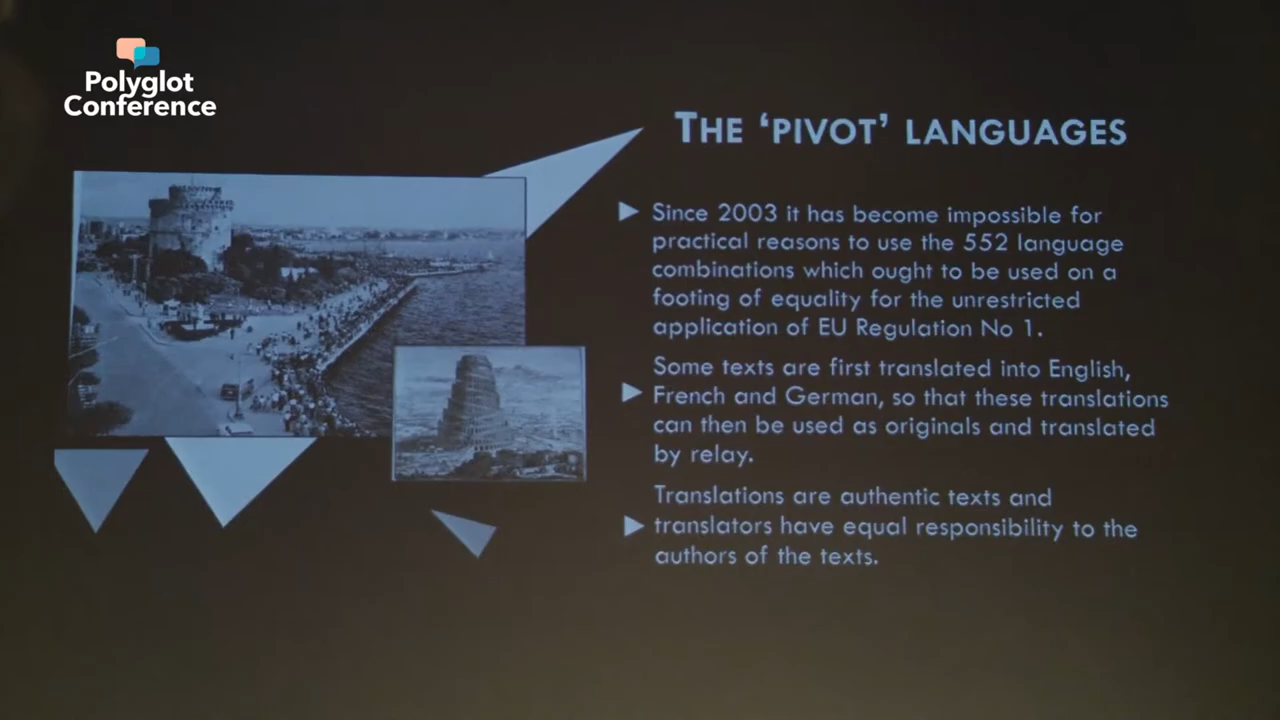 Polyglot
Conference
THE ‘PIVOT’ LANGUAGES
Since 2003 it has become impossible for
practical reasons to use the 552 language
combinations which ought to be used on a
footing of equality for the unrestricted
application of EU Regulation No 1.
Some texts are first translated into English,
French and German, so that these translations
can then be used as originals and translated
by relay.
Translations are authentic texts and
translators have equal responsibility to the
authors of the texts.